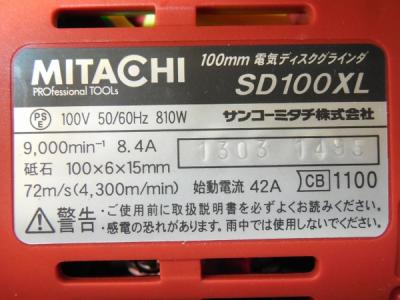 MITACHI
PROfessional TOOLs
100mm 電気ディスクグラインダ
SD100XL
PS E 100V 50/60Hz 810W
サンコーミタチ株式会社
9,000min⁻¹ 8.4A
1303 1495
砥石 100×6×15mm
72m/s(4,300m/min) 始動電流 42A CB 1100
警告 ・ご使用前に取扱説明書を必ずよくお読みください。
・感電の恐れがあります。雨中では使用しないでください。